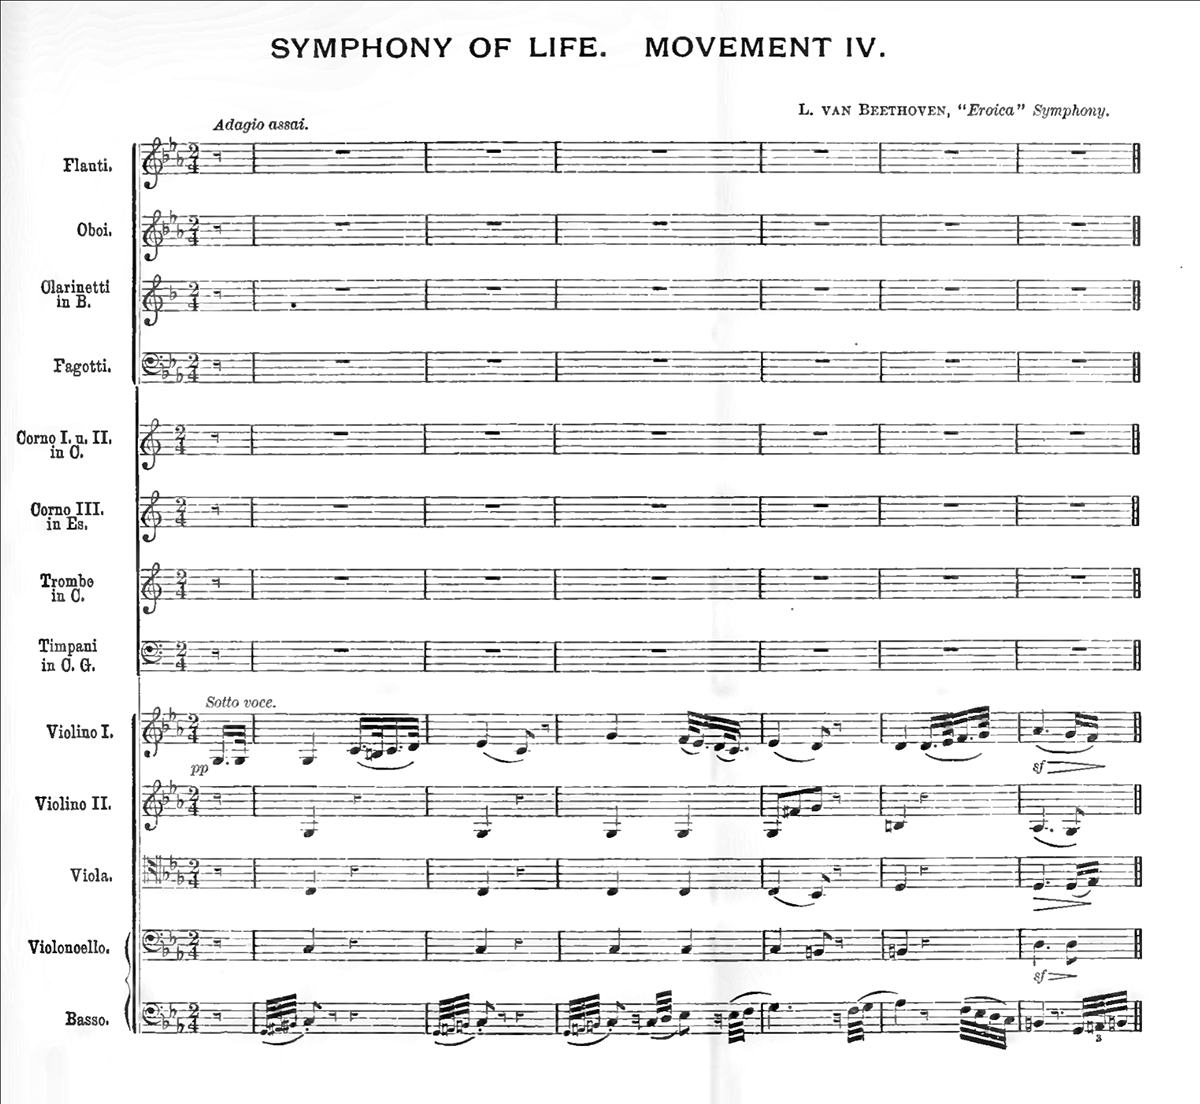 SYMPHONY OF LIFE. MOVEMENT IV.
L. VAN BEETHOVEN, "Eroica" Symphony.
Adagio assai.
Flauti.
Oboi.
Clarinetti
in B.
Fagotti.
Corno I. u. II.
in C.
Corno III.
in Es.
Trombe
in C.
Timpani
in C. G.
Sotto voce.
Violino I.
pp
sf
Violino II.
Viola.
Violoncello.
sf
Basso.
3